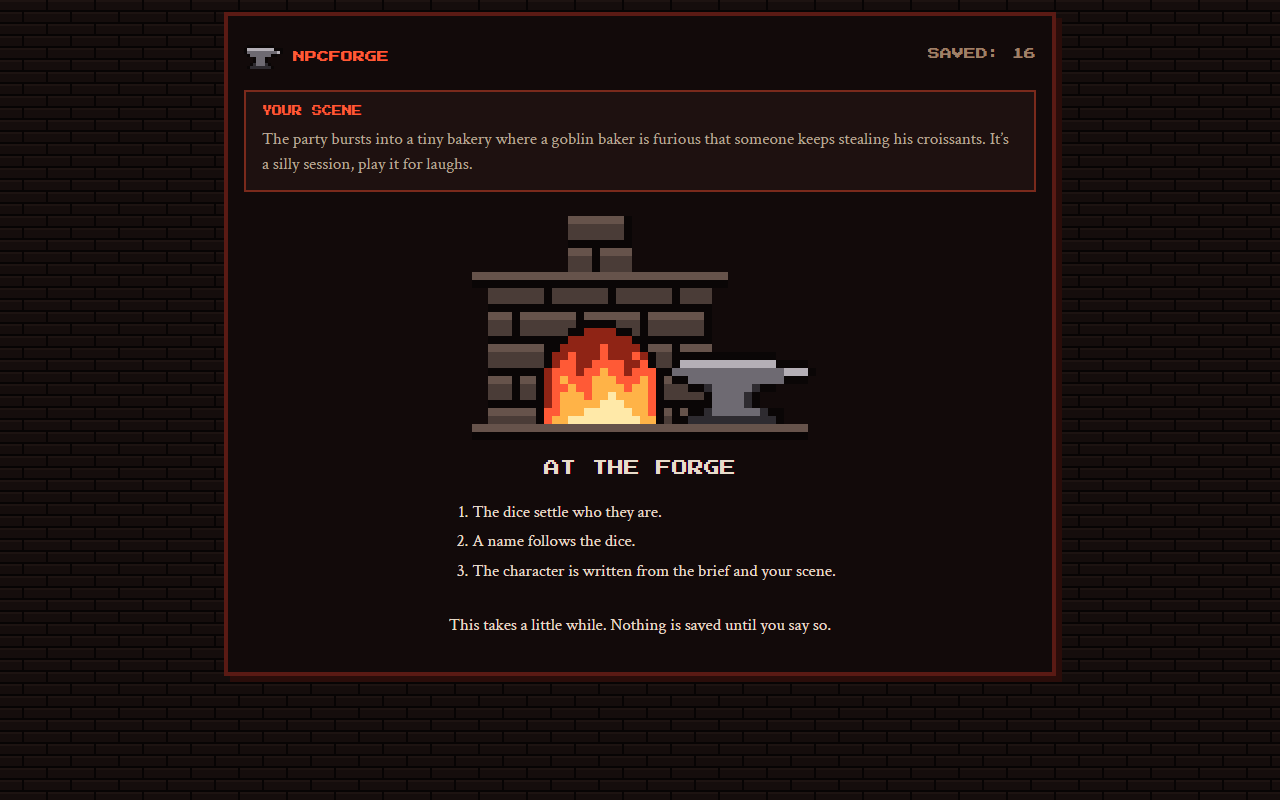 NPCFORGE
SAVED: 16
YOUR SCENE
The party bursts into a tiny bakery where a goblin baker is furious that someone keeps stealing his croissants. It’s
a silly session, play it for laughs.
AT THE FORGE
1. The dice settle who they are.
2. A name follows the dice.
3. The character is written from the brief and your scene.
This takes a little while. Nothing is saved until you say so.